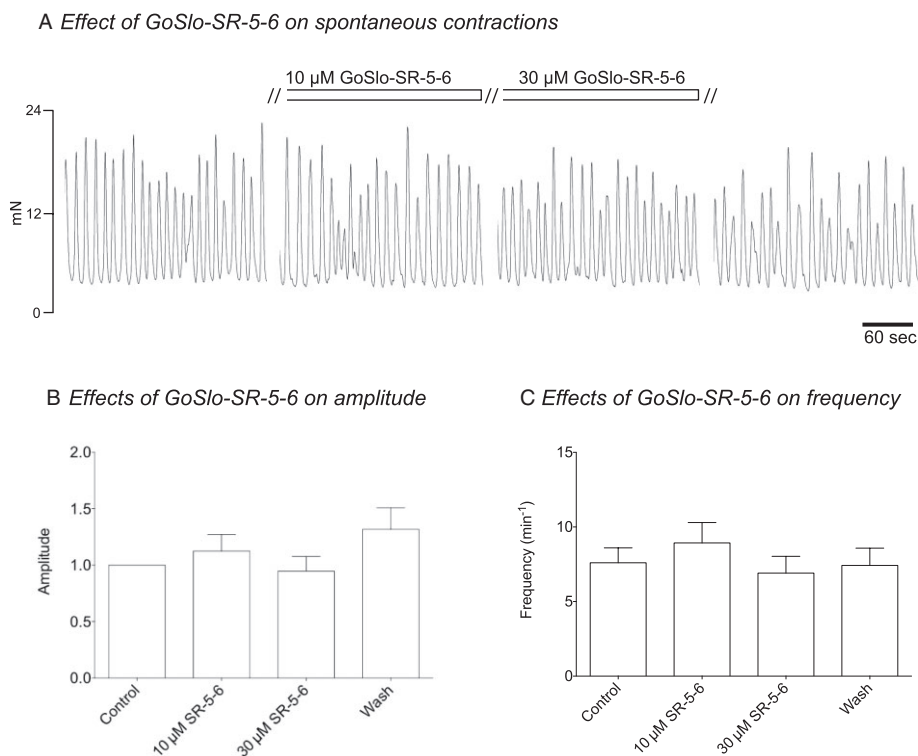 A Effect of GoSlo-SR-5-6 on spontaneous contractions
10 µM GoSlo-SR-5-6
30 µM GoSlo-SR-5-6
// // //
24
12
0
mN
60 sec
B Effects of GoSlo-SR-5-6 on amplitude
2.0
1.5
1.0
0.5
0.0
Amplitude
Control
10 µM SR-5-6
30 µM SR-5-6
Wash
C Effects of GoSlo-SR-5-6 on frequency
15
10
5
0
Frequency (min⁻¹)
Control
10 µM SR-5-6
30 µM SR-5-6
Wash